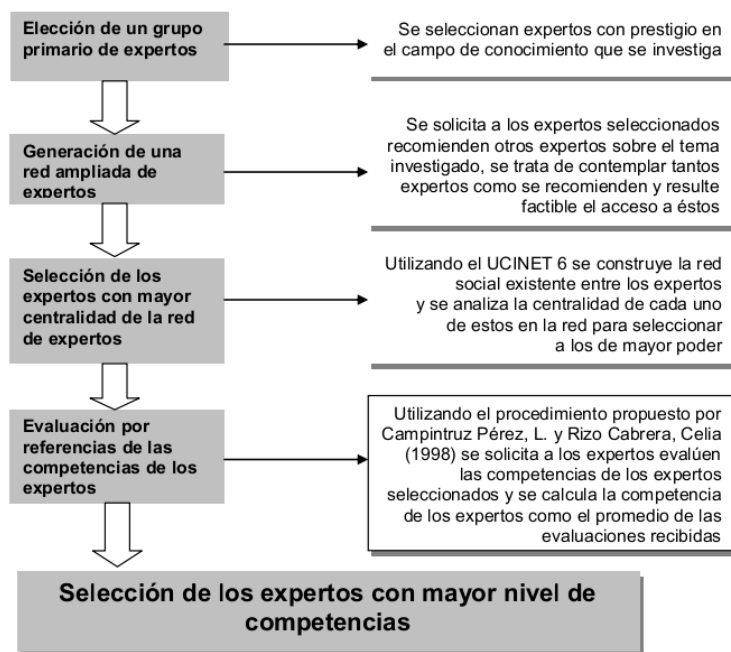 Elección de un grupo
primario de expertos
Se seleccionan expertos con prestigio en
el campo de conocimiento que se investiga
Generación de una
red ampliada de
expertos
Se solicita a los expertos seleccionados
recomienden otros expertos sobre el tema
investigado, se trata de contemplar tantos
expertos como se recomienden y resulte
factible el acceso a éstos
Selección de los
expertos con mayor
centralidad de la red
de expertos
Utilizando el UCINET 6 se construye la red
social existente entre los expertos
y se analiza la centralidad de cada uno
de estos en la red para seleccionar
a los de mayor poder
Evaluación por
referencias de las
competencias de los
expertos
Utilizando el procedimiento propuesto por
Campintruz Pérez, L. y Rizo Cabrera, Celia
(1998) se solicita a los expertos evalúen
las competencias de los expertos
seleccionados y se calcula la competencia
de los expertos como el promedio de las
evaluaciones recibidas
Selección de los expertos con mayor nivel de
competencias